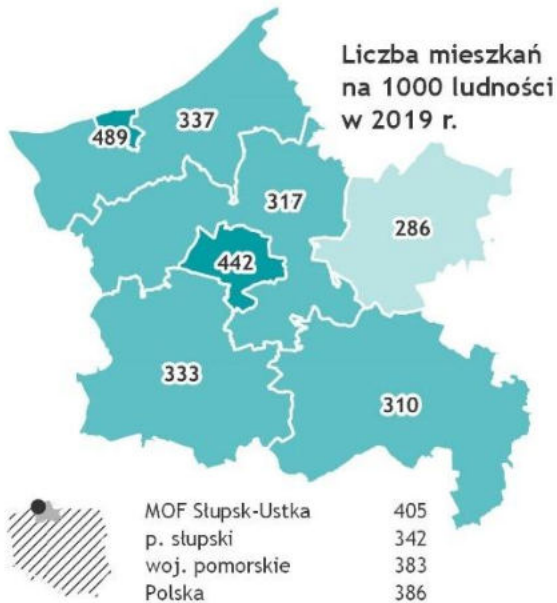 Liczba mieszkań
na 1000 ludności
w 2019 r.
489
337
317
286
442
333
310
MOF Słupsk-Ustka 405
p. słupski 342
woj. pomorskie 383
Polska 386